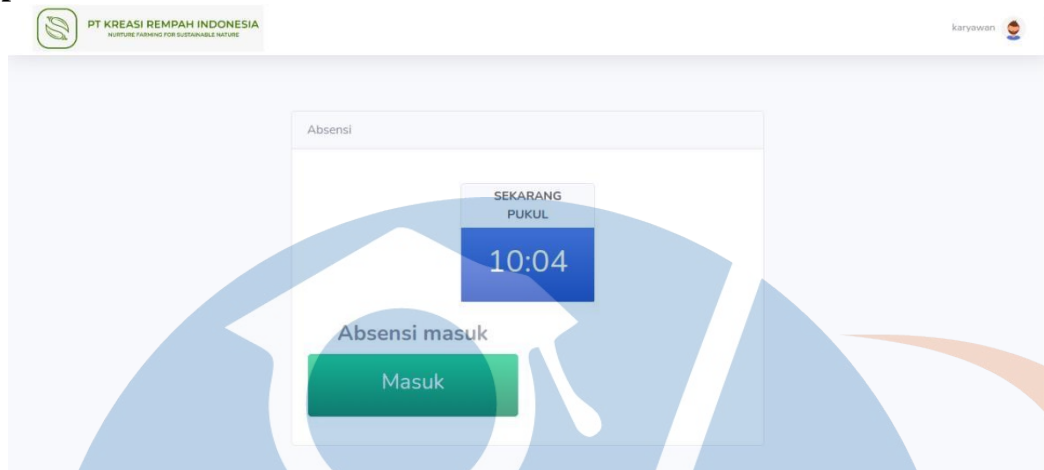 PT KREASI REMPAH INDONESIA
NURTURE FARMING FOR SUSTAINABLE NATURE
karyawan
Absensi
SEKARANG
PUKUL
10:04
Absensi masuk
Masuk